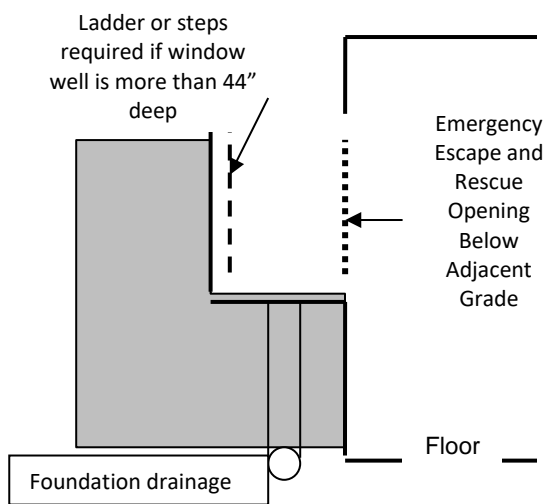 Ladder or steps
required if window
well is more than 44”
deep
Emergency
Escape and
Rescue
Opening
Below
Adjacent
Grade
Floor
Foundation drainage